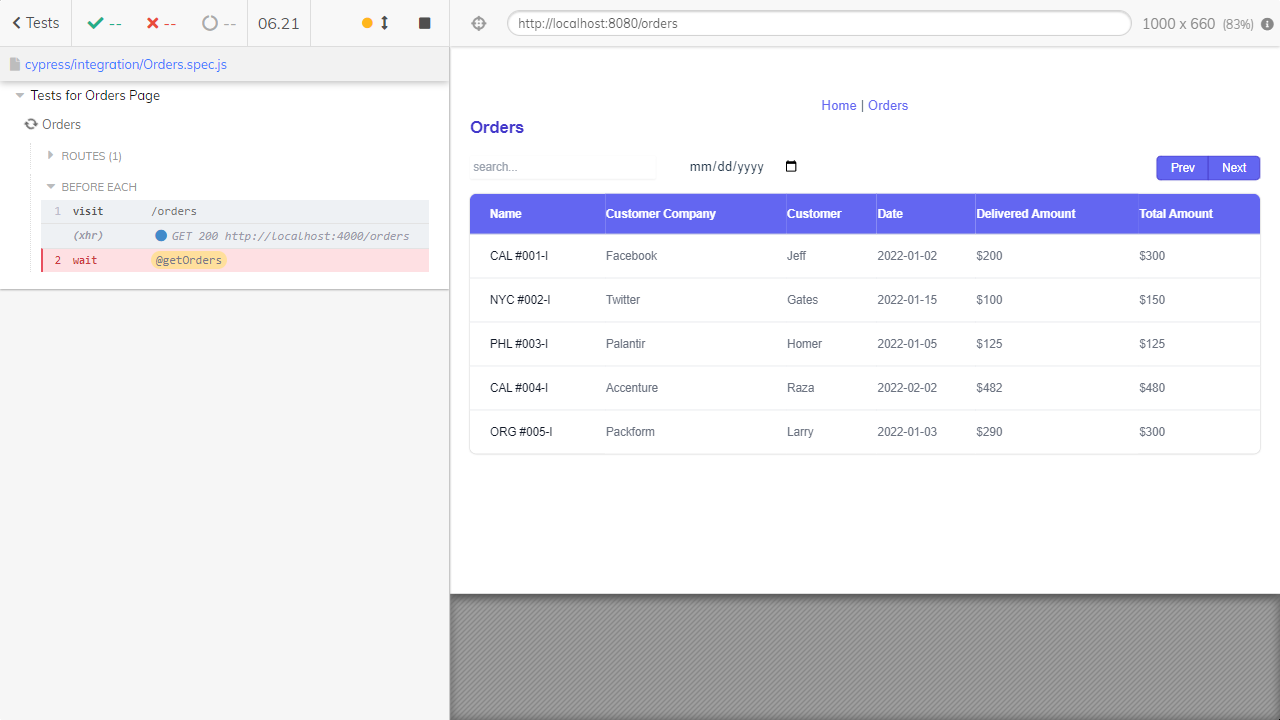 Tests -- -- -- 06.21 http://localhost:8080/orders 1000 x 660 (83%)
cypress/integration/Orders.spec.js
Tests for Orders Page
Orders
ROUTES (1)
BEFORE EACH
1 visit /orders
(xhr) GET 200 http://localhost:4000/orders
2 wait @getOrders
Home | Orders
Orders
search... mm/dd/yyyy Prev Next
Name Customer Company Customer Date Delivered Amount Total Amount
CAL #001-I Facebook Jeff 2022-01-02 $200 $300
NYC #002-I Twitter Gates 2022-01-15 $100 $150
PHL #003-I Palantir Homer 2022-01-05 $125 $125
CAL #004-I Accenture Raza 2022-02-02 $482 $480
ORG #005-I Packform Larry 2022-01-03 $290 $300